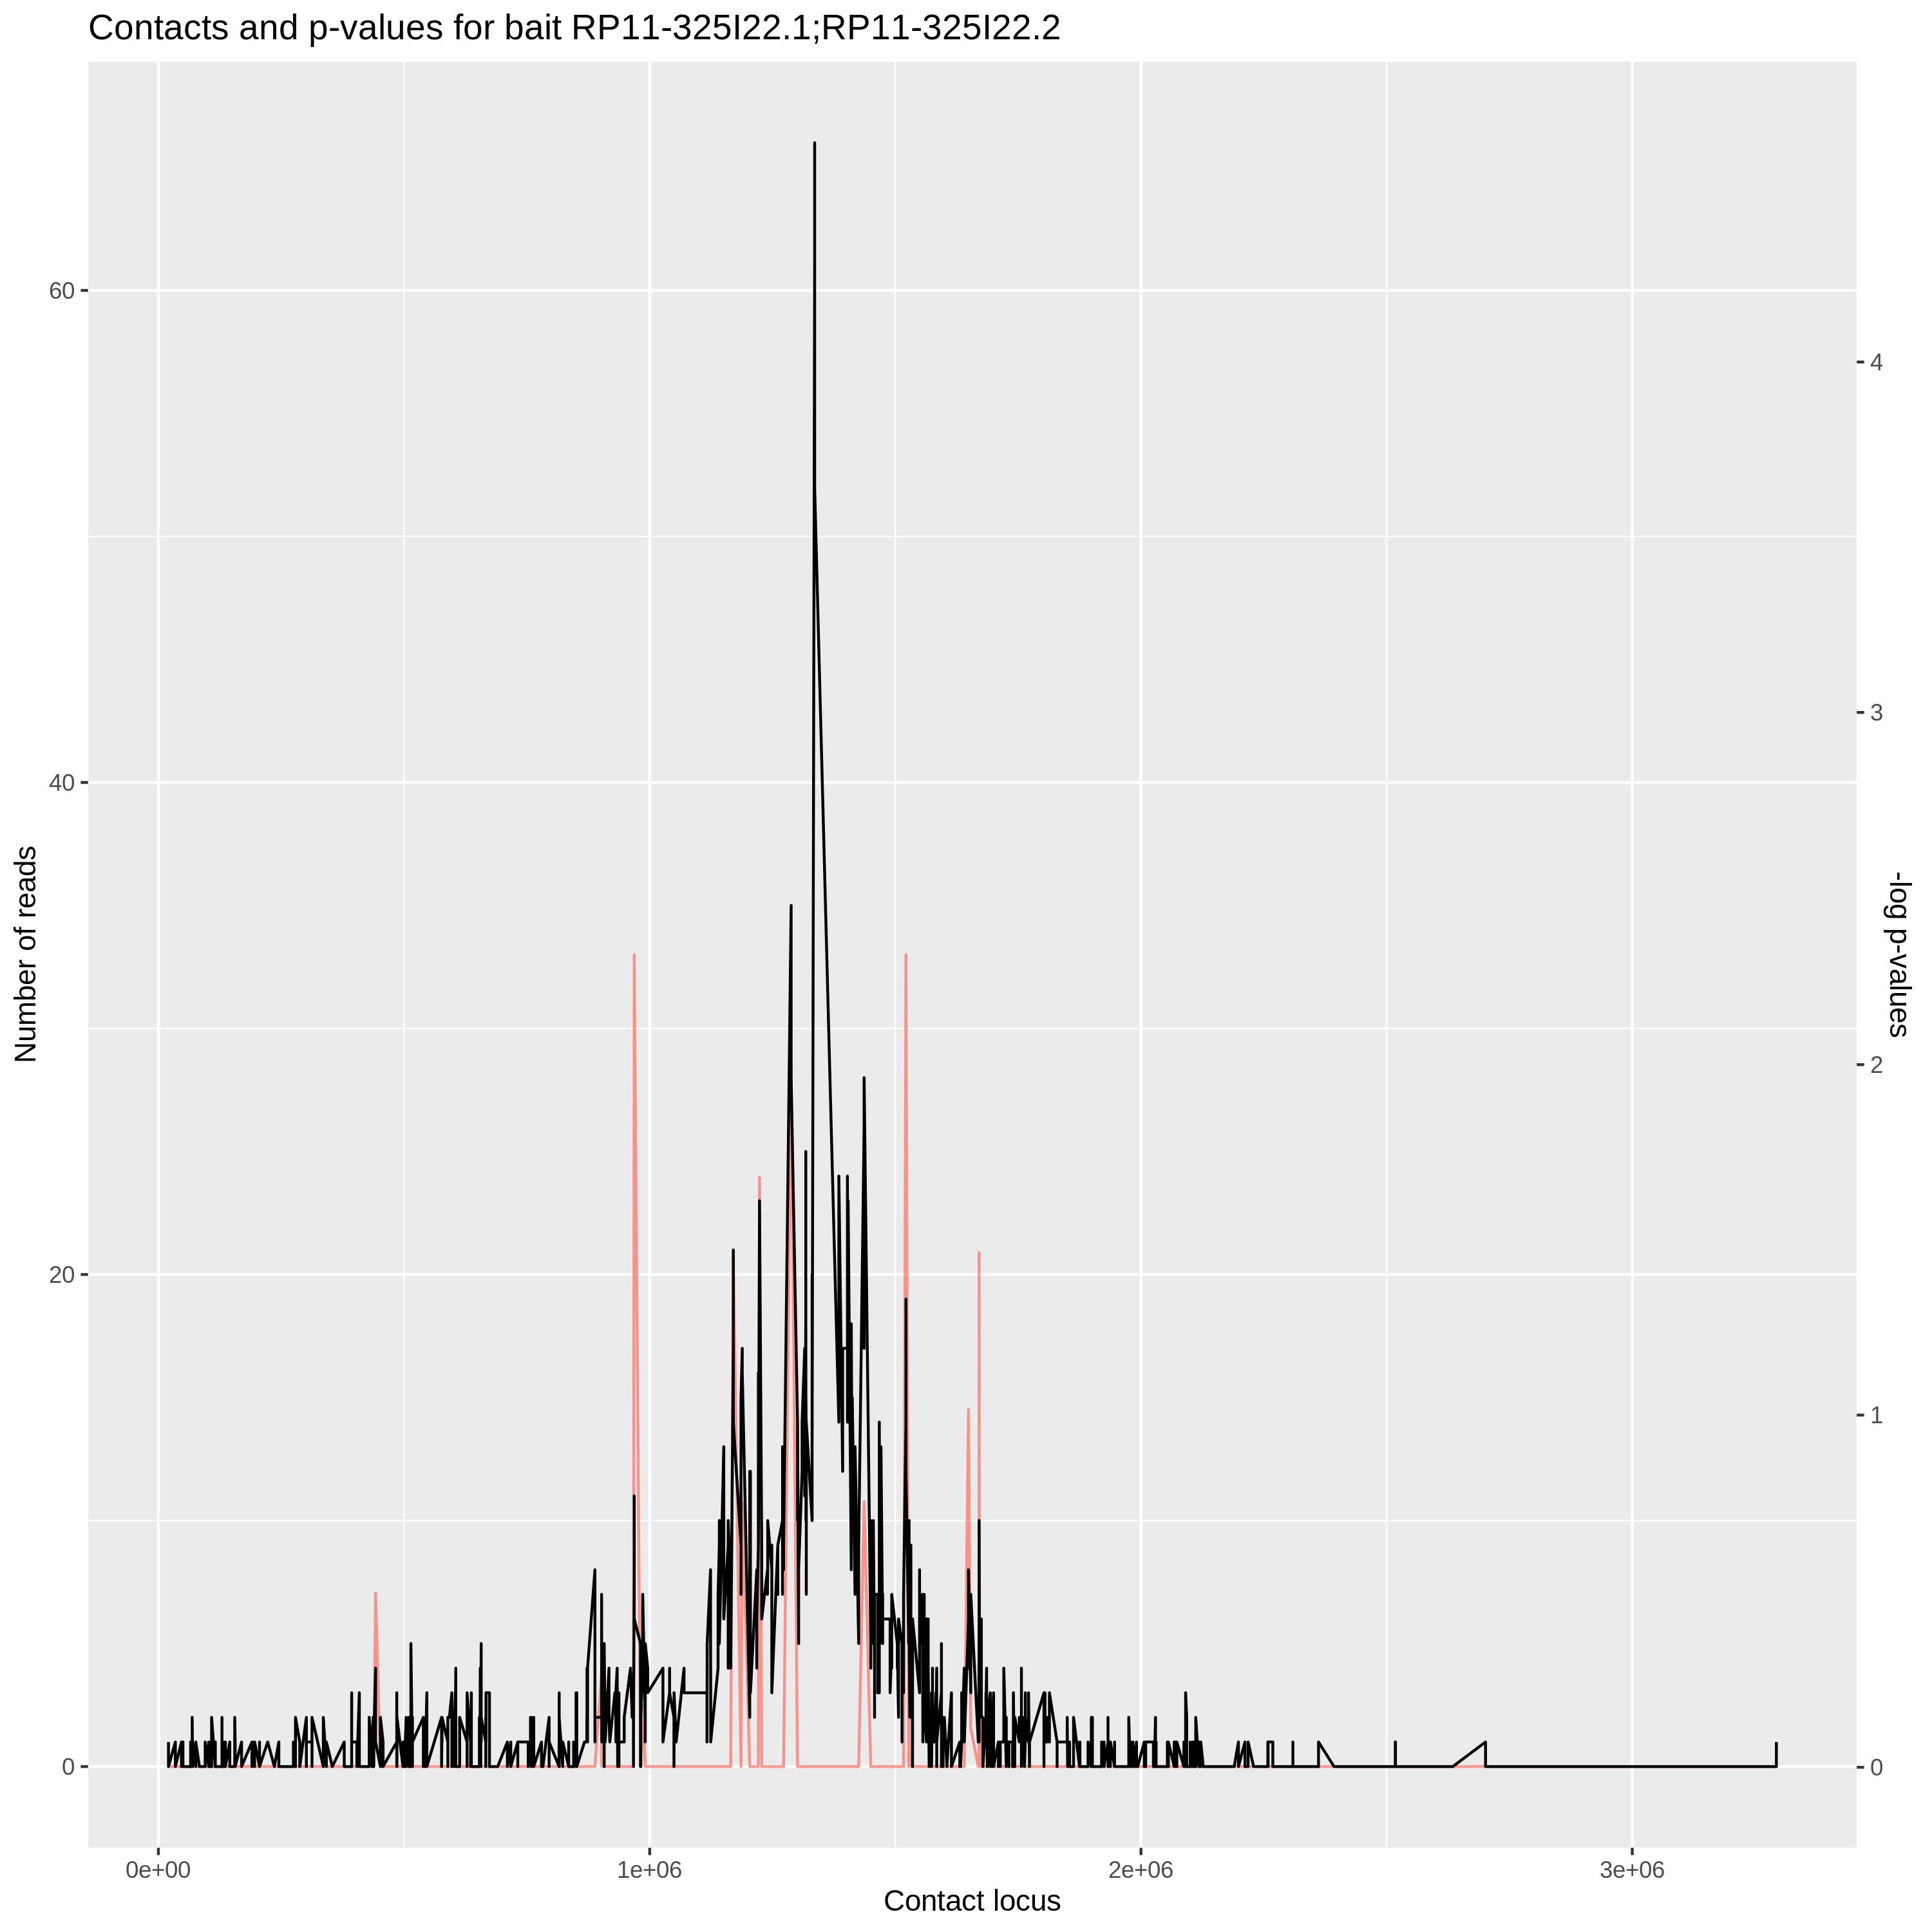 Contacts and p-values for bait RP11-325I22.1;RP11-325I22.2
60
40
20
0
Number of reads
4
3
2
1
0
-log p-values
0e+00 1e+06 2e+06 3e+06
Contact locus